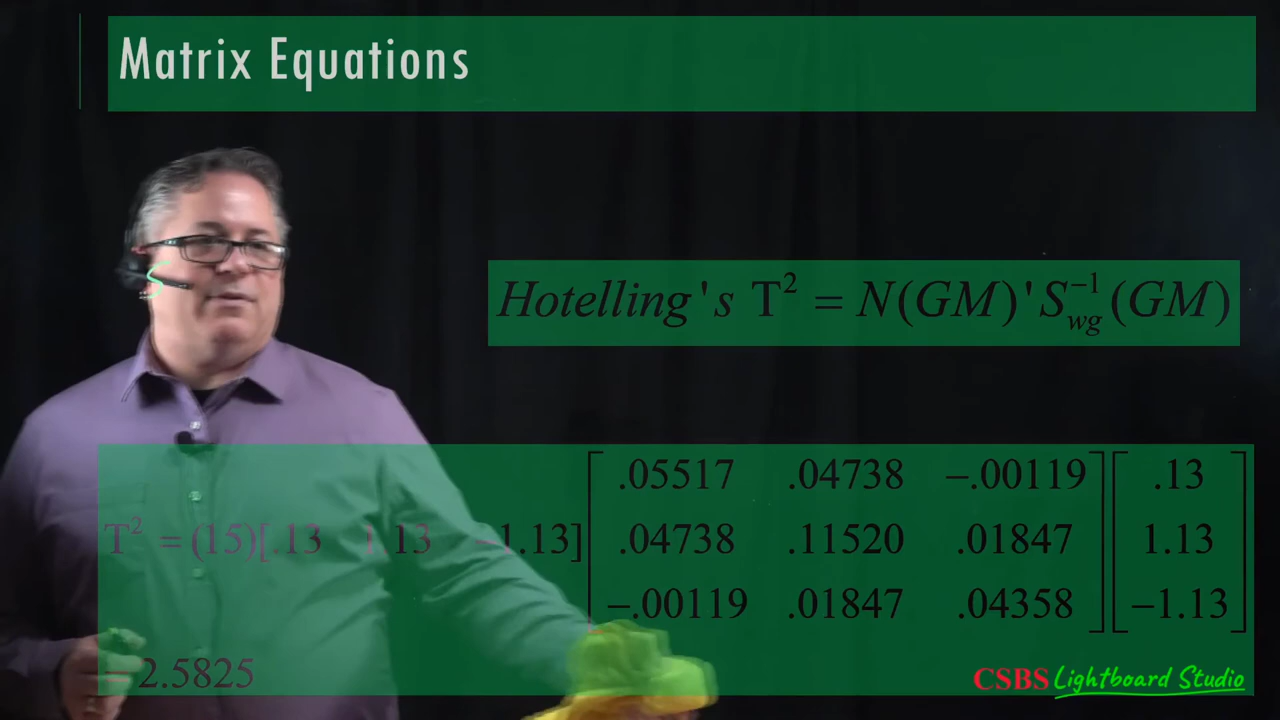 Matrix Equations
S
Hotelling's T² = N(GM)'S⁻¹wg(GM)
T² = (15)[.13 1.13 −1.13] [.05517 .04738 −.00119] [.13]
[.04738 .11520 .01847] [1.13]
[−.00119 .01847 .04358] [−1.13]
= 2.5825
CSBS Lightboard Studio